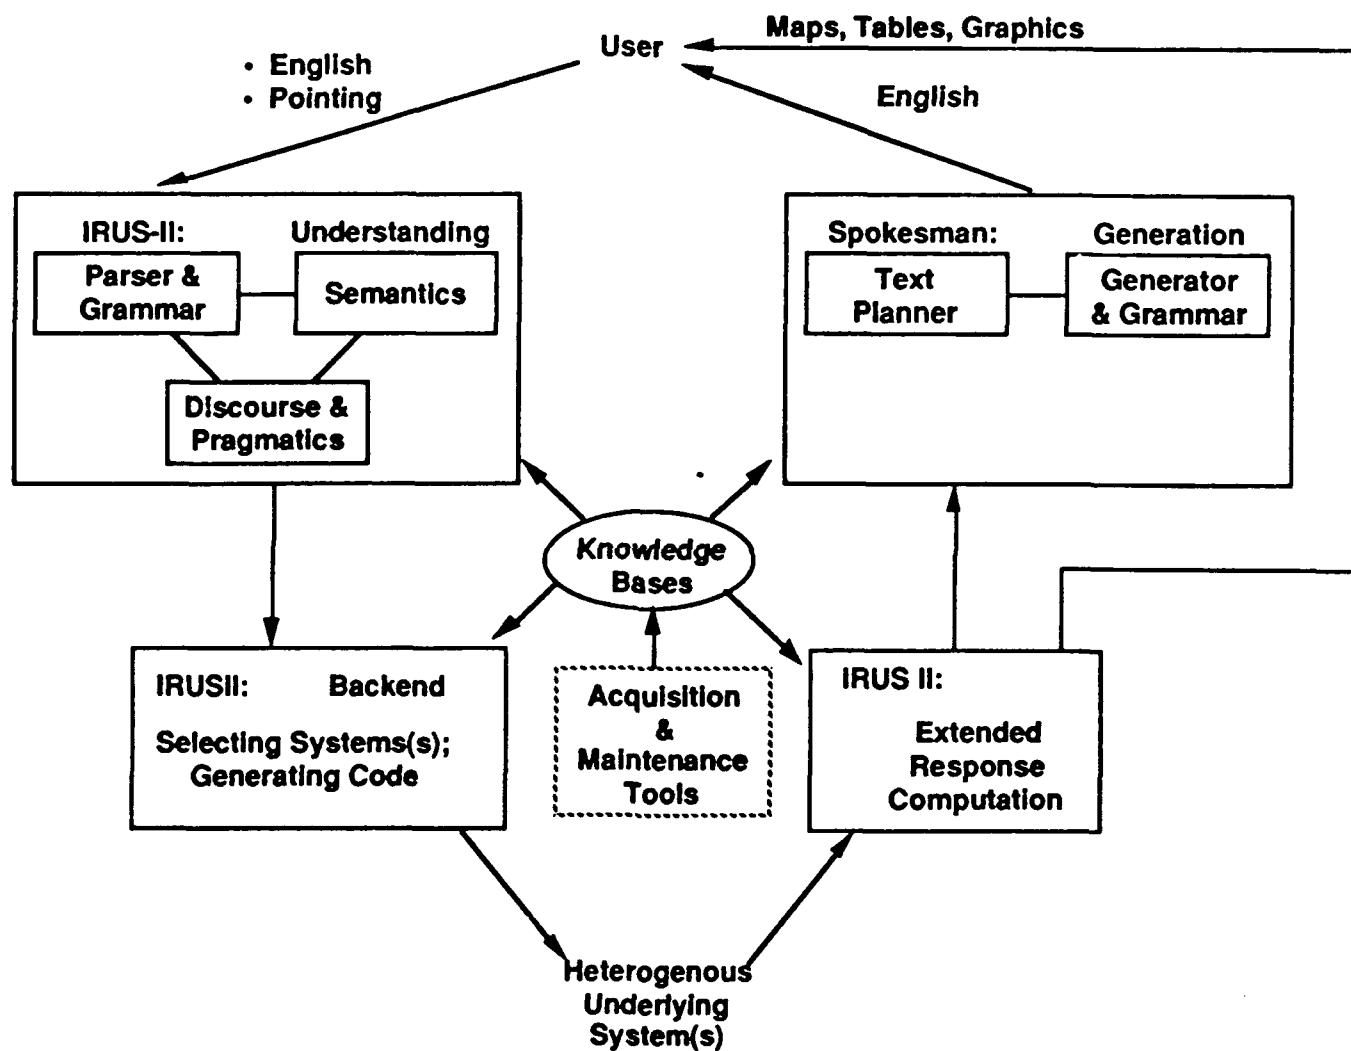 Maps, Tables, Graphics
User
• English
• Pointing
English
IRUS-II: Understanding
Parser &
Grammar
Semantics
Discourse &
Pragmatics
Spokesman: Generation
Text
Planner
Generator
& Grammar
Knowledge
Bases
IRUSII: Backend
Selecting Systems(s);
Generating Code
Acquisition
&
Maintenance
Tools
IRUS II:
Extended
Response
Computation
Heterogenous
Underlying
System(s)